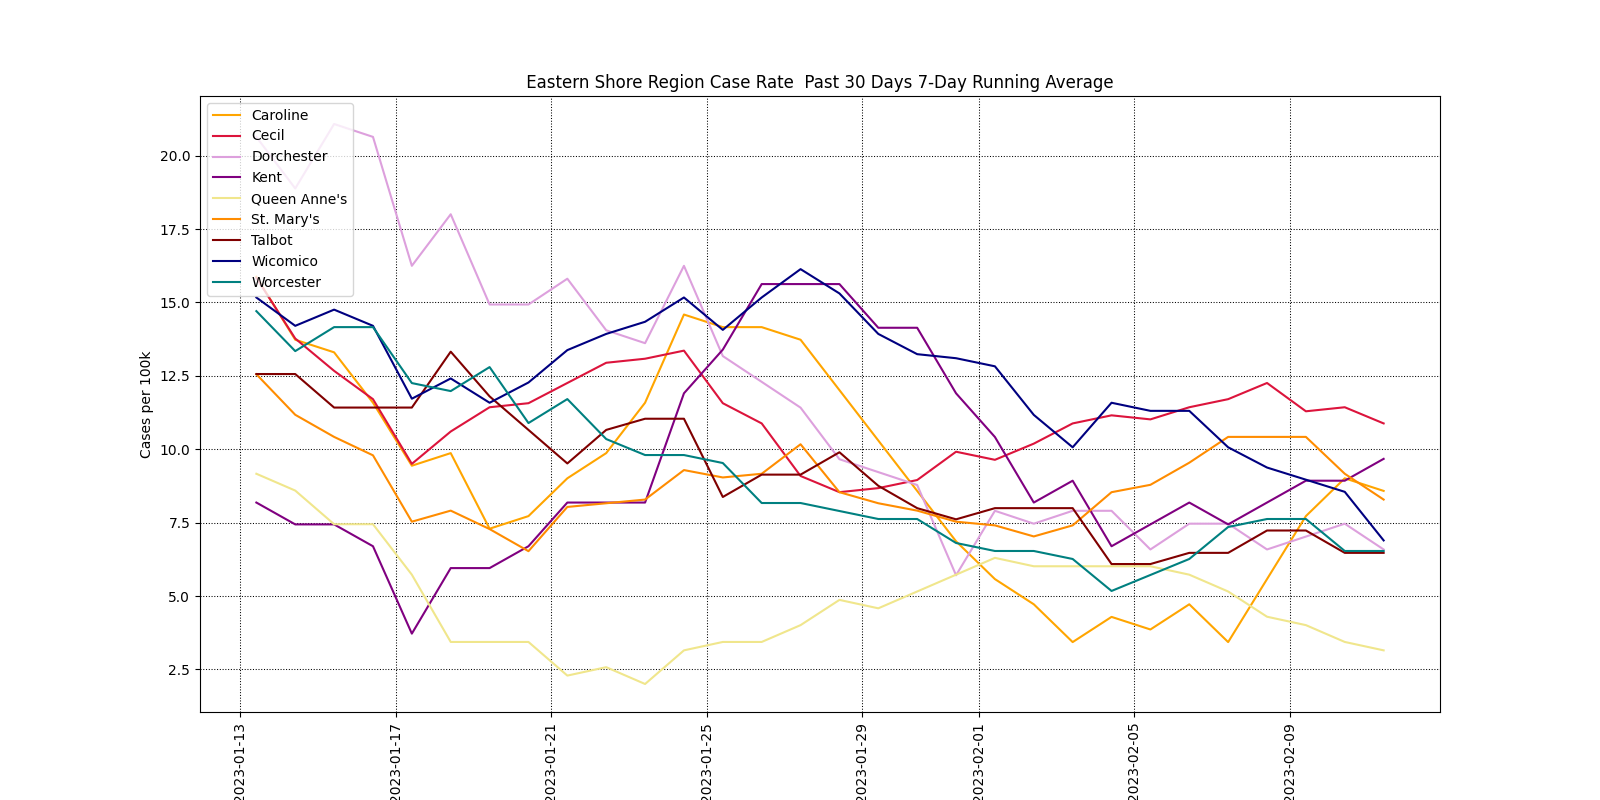 Eastern Shore Region Case Rate  Past 30 Days 7-Day Running Average
Caroline
Cecil
Dorchester
Kent
Queen Anne's
St. Mary's
Talbot
Wicomico
Worcester
20.0
17.5
15.0
12.5
10.0
7.5
5.0
2.5
Cases per 100k
2023-01-13
2023-01-17
2023-01-21
2023-01-25
2023-01-29
2023-02-01
2023-02-05
2023-02-09